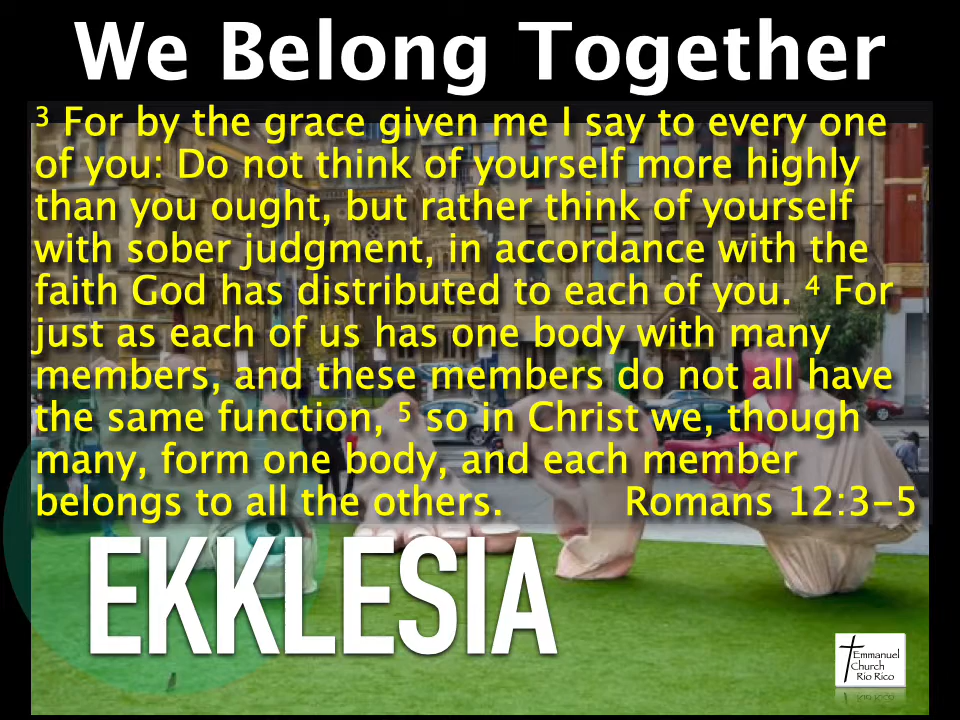 We Belong Together
³ For by the grace given me I say to every one
of you: Do not think of yourself more highly
than you ought, but rather think of yourself
with sober judgment, in accordance with the
faith God has distributed to each of you. ⁴ For
just as each of us has one body with many
members, and these members do not all have
the same function, ⁵ so in Christ we, though
many, form one body, and each member
belongs to all the others. Romans 12:3-5
EKKLESIA
Emmanuel
Church
Rio Rico